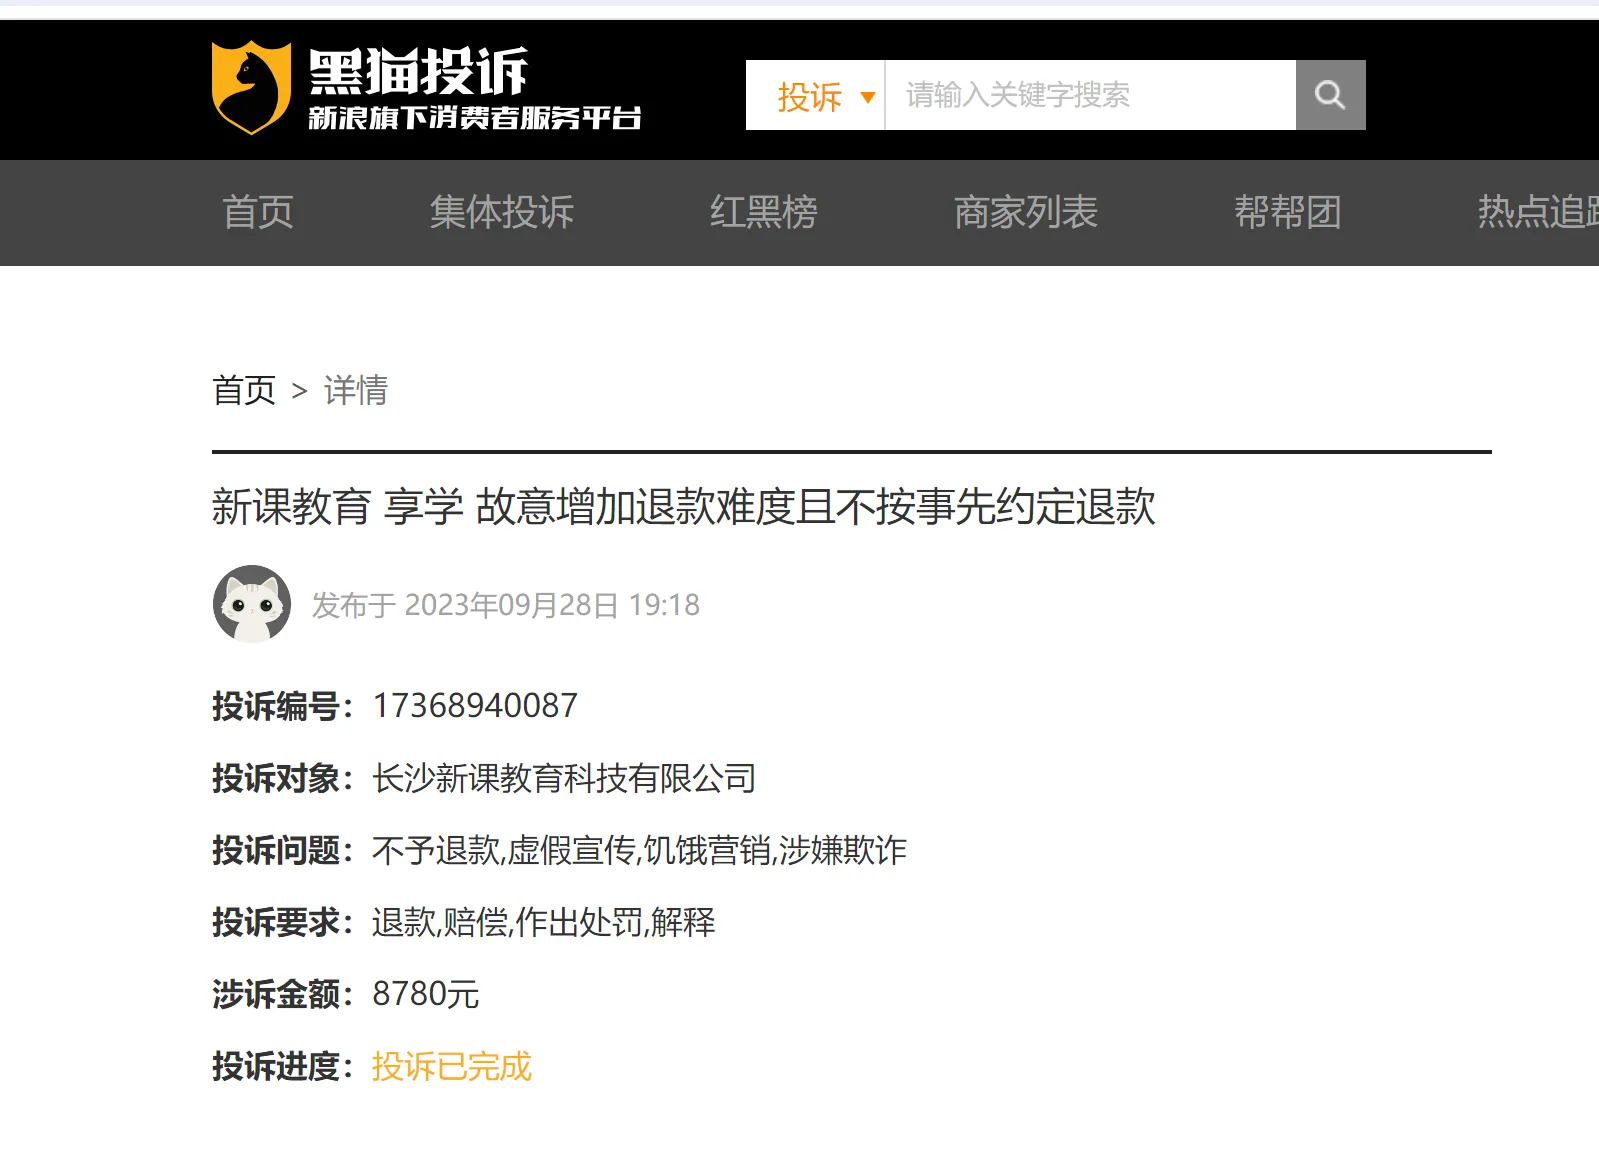 黑猫投诉
新浪旗下消费者服务平台
投诉 请输入关键字搜索
首页 集体投诉 红黑榜 商家列表 帮帮团 热点追踪
首页 > 详情
新课教育 享学 故意增加退款难度且不按事先约定退款
发布于 2023年09月28日 19:18
投诉编号：17368940087
投诉对象：长沙新课教育科技有限公司
投诉问题：不予退款,虚假宣传,饥饿营销,涉嫌欺诈
投诉要求：退款,赔偿,作出处罚,解释
涉诉金额：8780元
投诉进度：投诉已完成